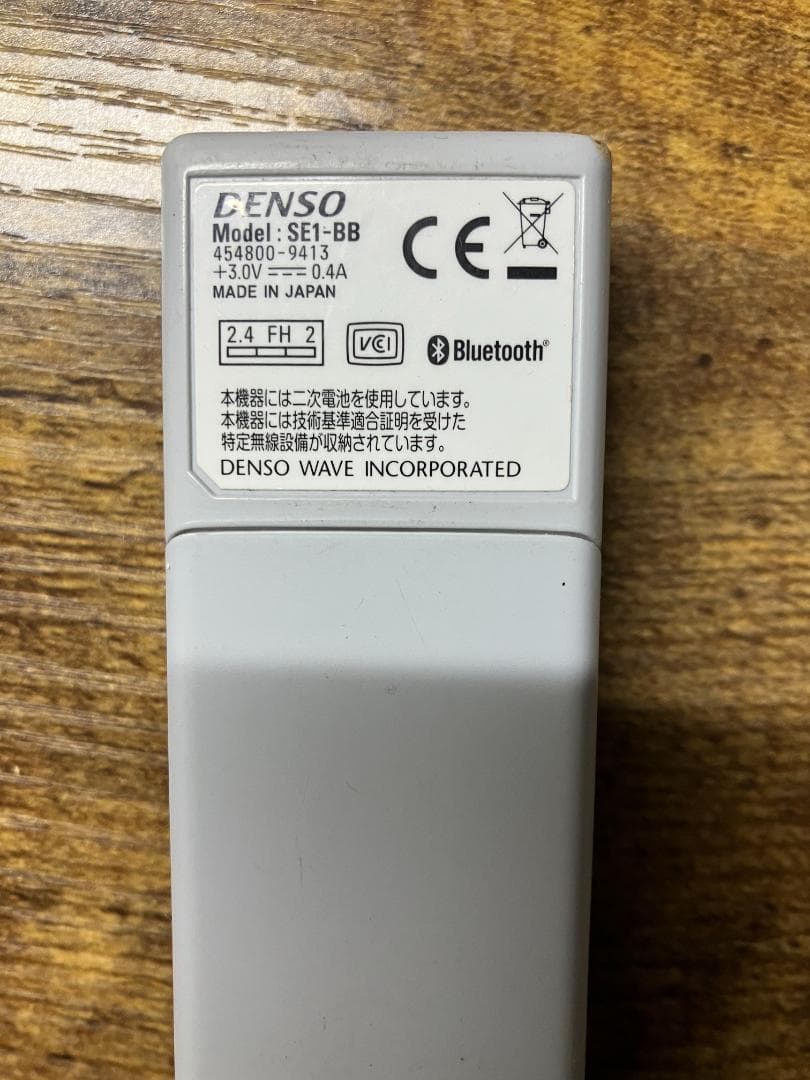 DENSO
Model : SE1-BB
454800-9413
+3.0V ⎓ 0.4A
MADE IN JAPAN
CE
2.4 FH 2
VCI
Bluetooth®
本機器には二次電池を使用しています。
本機器には技術基準適合証明を受けた
特定無線設備が収納されています。
DENSO WAVE INCORPORATED